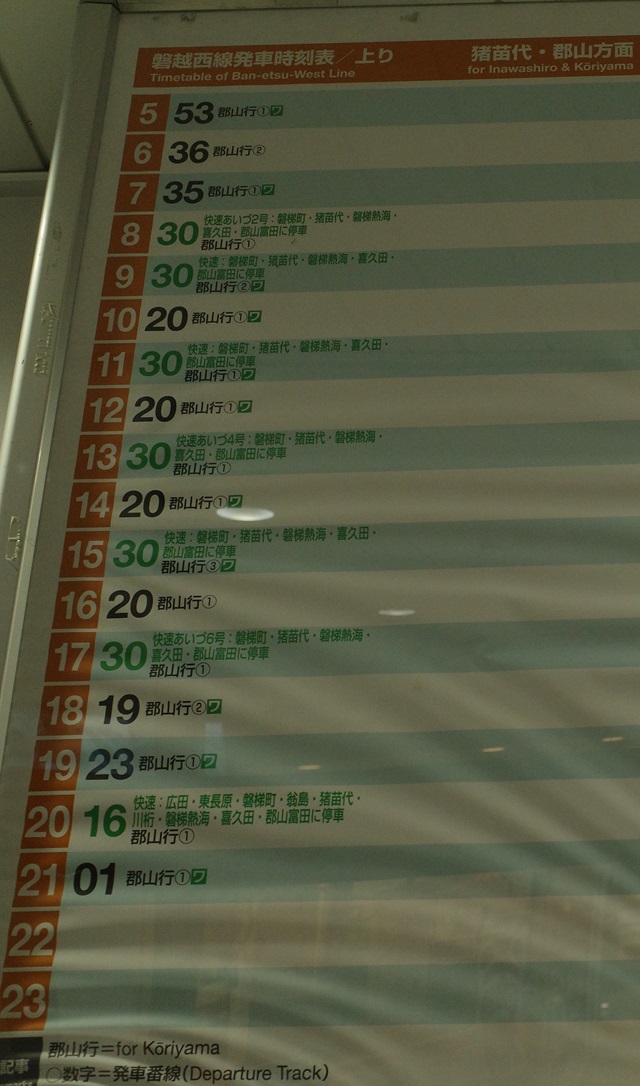 磐越西線発車時刻表／上り 猪苗代・郡山方面
Timetable of Ban-etsu-West Line for Inawashiro & Kōriyama
5 53 郡山行①ワ
6 36 郡山行②
7 35 郡山行①ワ
8 30 快速あいづ2号：磐梯町・猪苗代・磐梯熱海・
喜久田・郡山富田に停車
郡山行①
9 30 快速：磐梯町・猪苗代・磐梯熱海・喜久田・
郡山富田に停車
郡山行②ワ
10 20 郡山行①ワ
11 30 快速：磐梯町・猪苗代・磐梯熱海・喜久田・
郡山富田に停車
郡山行①ワ
12 20 郡山行①ワ
13 30 快速あいづ4号：磐梯町・猪苗代・磐梯熱海・
喜久田・郡山富田に停車
郡山行①
14 20 郡山行①ワ
15 30 快速：磐梯町・猪苗代・磐梯熱海・喜久田・
郡山富田に停車
郡山行③ワ
16 20 郡山行①
17 30 快速あいづ6号：磐梯町・猪苗代・磐梯熱海・
喜久田・郡山富田に停車
郡山行①
18 19 郡山行②ワ
19 23 郡山行①ワ
20 16 快速：広田・東長原・磐梯町・翁島・猪苗代・
川桁・磐梯熱海・喜久田・郡山富田に停車
郡山行①
21 01 郡山行①ワ
22
23
記事 郡山行＝for Kōriyama
○数字＝発車番線(Departure Track)